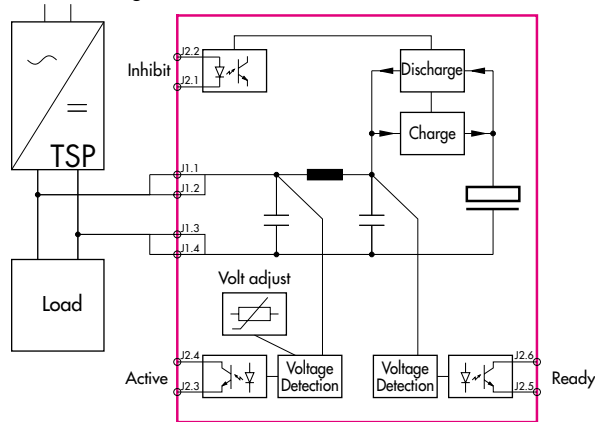 J2.2
Inhibit
J2.1
Discharge
Charge
TSP
J1.1
J1.2
J1.3
J1.4
Load
Volt adjust
J2.4
Active
J2.3
Voltage
Detection
Voltage
Detection
J2.6
Ready
J2.5